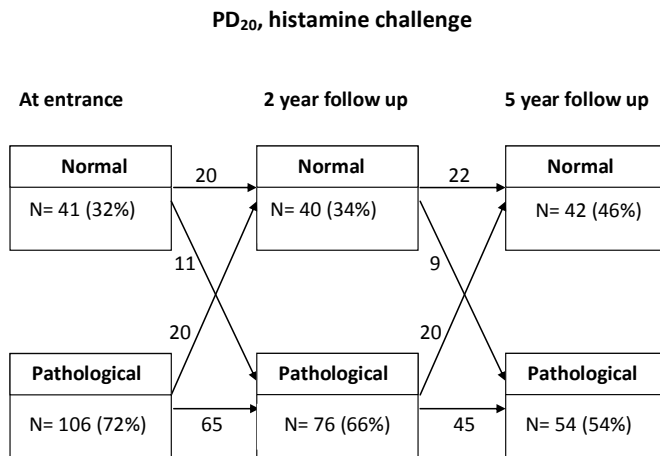 PD₂₀, histamine challenge
At entrance 2 year follow up 5 year follow up
Normal Normal Normal
20 22
N= 41 (32%) N= 40 (34%) N= 42 (46%)
11 9
20 20
Pathological Pathological Pathological
N= 106 (72%) 65 N= 76 (66%) 45 N= 54 (54%)